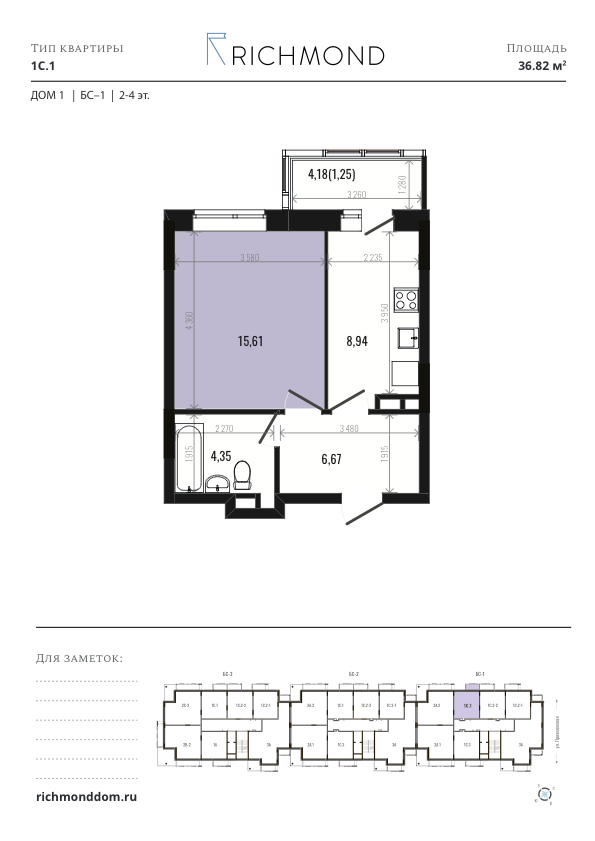 Тип квартиры
1С.1
RICHMOND
Площадь
36.82 м²
ДОМ 1 | БС–1 | 2-4 эт.
4,18(1,25)
3 260
1 280
3 580
2 235
4 360
3 950
15,61
8,94
2 270
3 480
1 915
4,35
6,67
1 915
Для заметок:
БС-3
БС-2
БС-1
richmonddom.ru